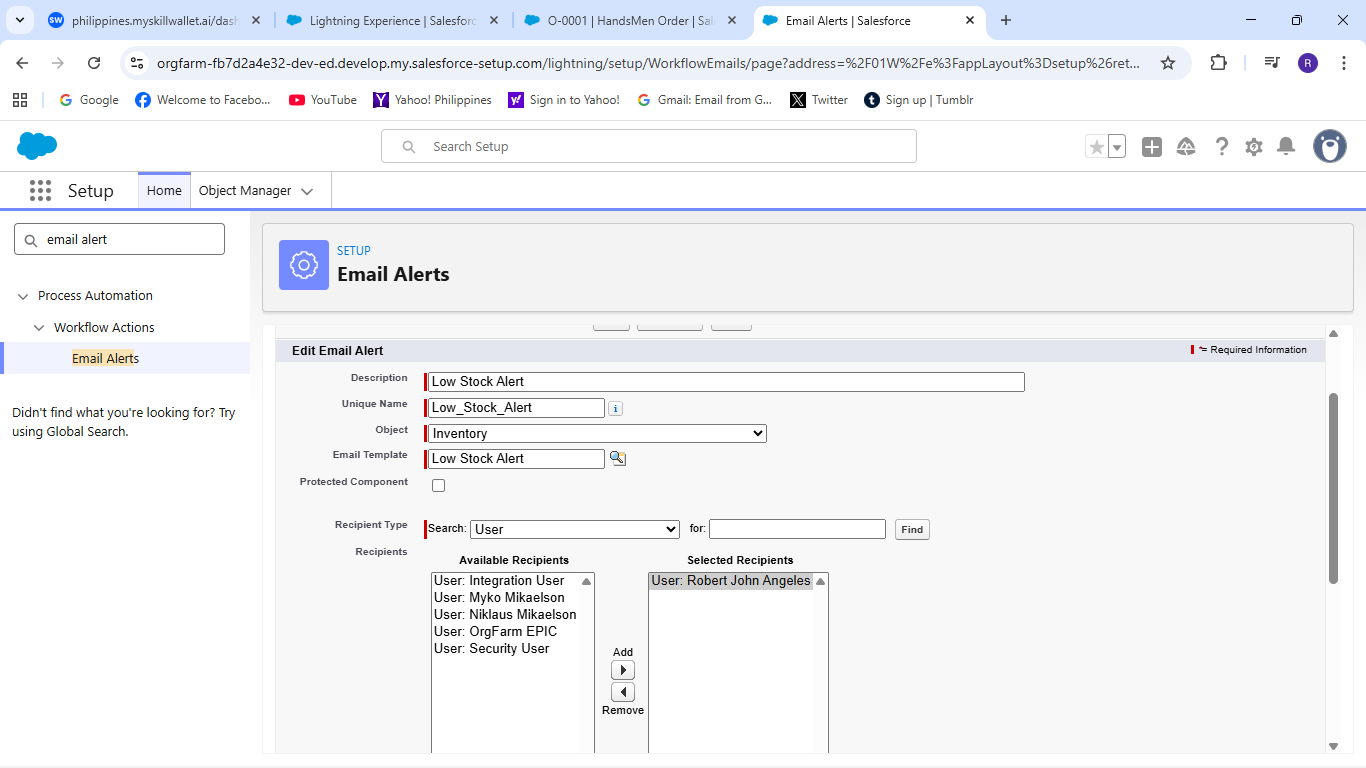 philippines.myskillwallet.ai/dash
Lightning Experience | Salesforc
O-0001 | HandsMen Order | Sal
Email Alerts | Salesforce
orgfarm-fb7d2a4e32-dev-ed.develop.my.salesforce-setup.com/lightning/setup/WorkflowEmails/page?address=%2F01W%2Fe%3FappLayout%3Dsetup%26ret...
R
Google
Welcome to Facebo...
YouTube
Yahoo! Philippines
Sign in to Yahoo!
Gmail: Email from G...
Twitter
Sign up | Tumblr
Search Setup
Setup
Home
Object Manager
email alert
Process Automation
Workflow Actions
Email Alerts
Didn't find what you're looking for? Try
using Global Search.
SETUP
Email Alerts
Edit Email Alert
= Required Information
Description
Low Stock Alert
Unique Name
Low_Stock_Alert
i
Object
Inventory
Email Template
Low Stock Alert
Protected Component
Recipient Type
Search:
User
for:
Find
Recipients
Available Recipients
Selected Recipients
User: Integration User
User: Myko Mikaelson
User: Niklaus Mikaelson
User: OrgFarm EPIC
User: Security User
User: Robert John Angeles
Add
Remove